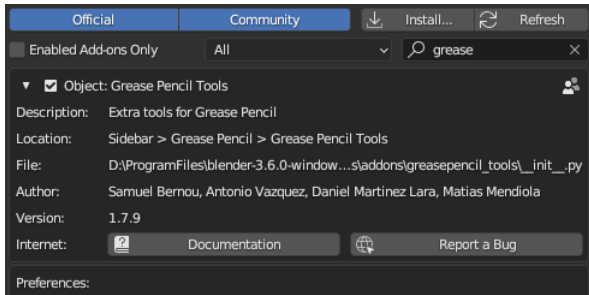 Official Community Install... Refresh
Enabled Add-ons Only All grease
Object: Grease Pencil Tools
Description: Extra tools for Grease Pencil
Location: Sidebar > Grease Pencil > Grease Pencil Tools
File: D:\ProgramFiles\blender-3.6.0-window...s\addons\greasepencil_tools\__init__.py
Author: Samuel Bernou, Antonio Vazquez, Daniel Martinez Lara, Matias Mendiola
Version: 1.7.9
Internet: Documentation Report a Bug
Preferences: